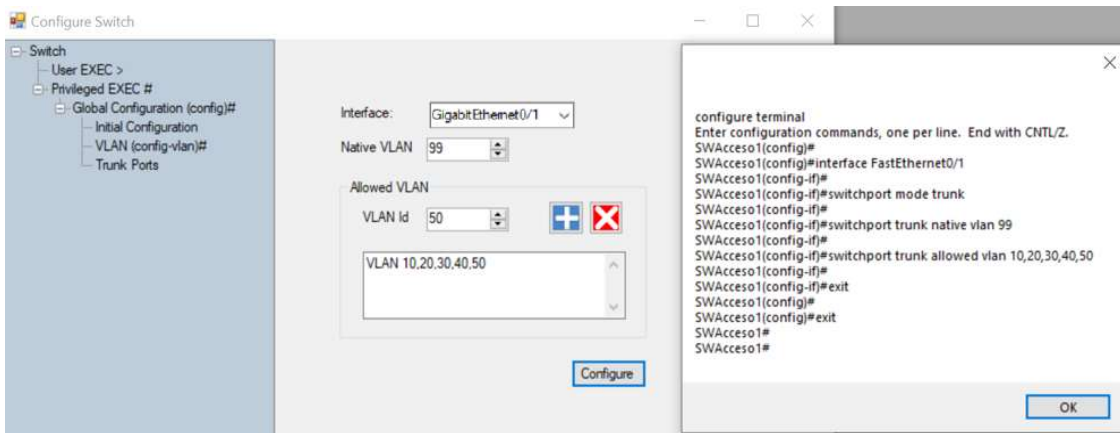 Configure Switch
Switch
User EXEC >
Privileged EXEC #
Global Configuration (config)#
Initial Configuration
VLAN (config-vlan)#
Trunk Ports
Interface: GigabitEthernet0/1
Native VLAN 99
Allowed VLAN
VLAN Id 50
VLAN 10,20,30,40,50
Configure
configure terminal
Enter configuration commands, one per line. End with CNTL/Z.
SWAcceso1(config)#
SWAcceso1(config)#interface FastEthernet0/1
SWAcceso1(config-if)#
SWAcceso1(config-if)#switchport mode trunk
SWAcceso1(config-if)#
SWAcceso1(config-if)#switchport trunk native vlan 99
SWAcceso1(config-if)#
SWAcceso1(config-if)#switchport trunk allowed vlan 10,20,30,40,50
SWAcceso1(config-if)#
SWAcceso1(config-if)#exit
SWAcceso1(config)#
SWAcceso1(config)#exit
SWAcceso1#
SWAcceso1#
OK